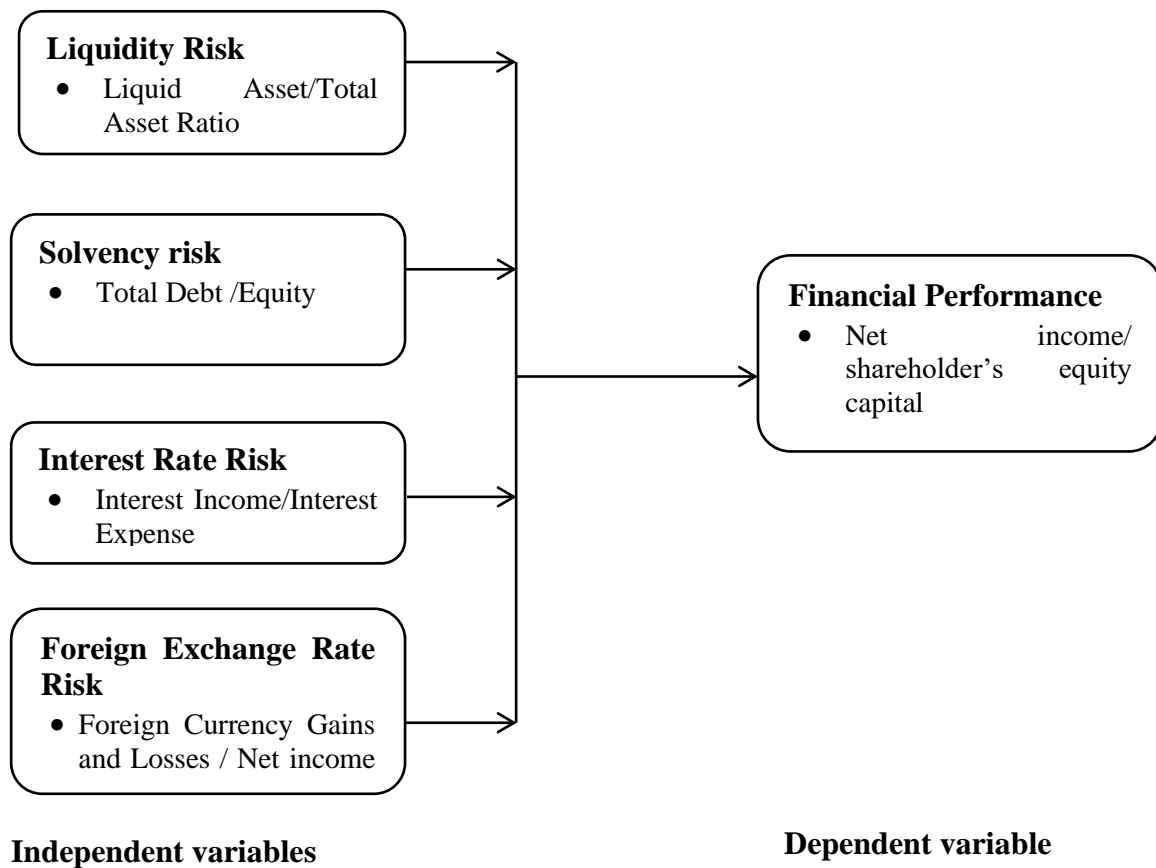 Liquidity Risk
• Liquid Asset/Total
Asset Ratio
Solvency risk
• Total Debt /Equity
Interest Rate Risk
• Interest Income/Interest
Expense
Foreign Exchange Rate
Risk
• Foreign Currency Gains
and Losses / Net income
Independent variables
Financial Performance
• Net income/
shareholder’s equity
capital
Dependent variable